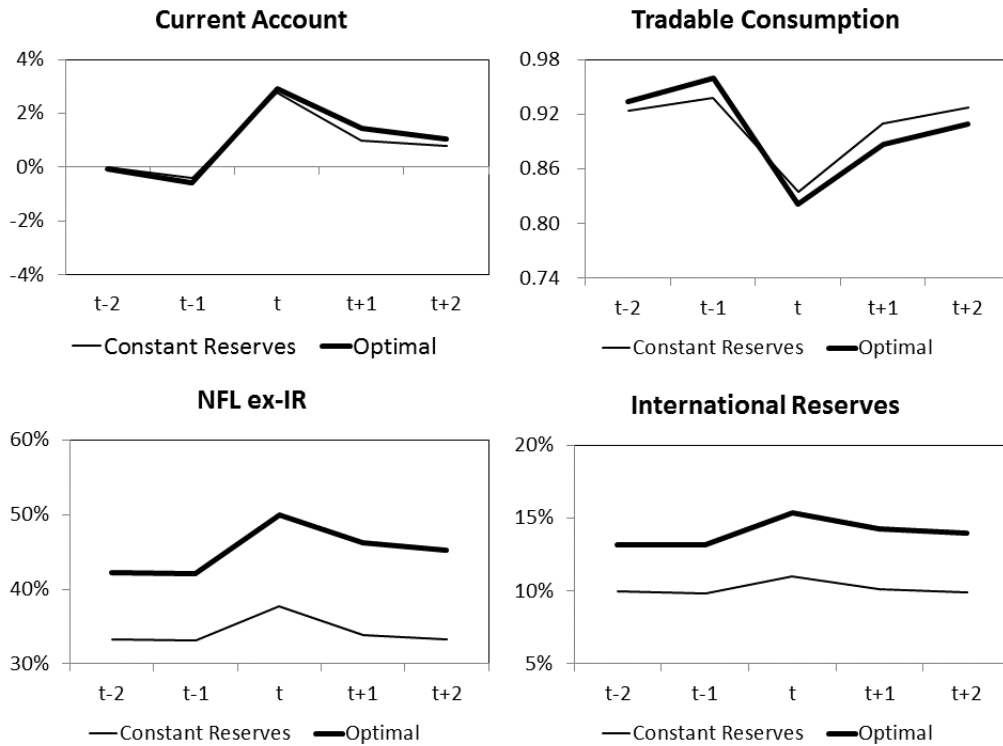 Current Account
4%
2%
0%
-2%
-4%
t-2 t-1 t t+1 t+2
Constant Reserves Optimal
Tradable Consumption
0.98
0.92
0.86
0.80
0.74
t-2 t-1 t t+1 t+2
Constant Reserves Optimal
NFL ex-IR
60%
50%
40%
30%
t-2 t-1 t t+1 t+2
Constant Reserves Optimal
International Reserves
20%
15%
10%
5%
t-2 t-1 t t+1 t+2
Constant Reserves Optimal